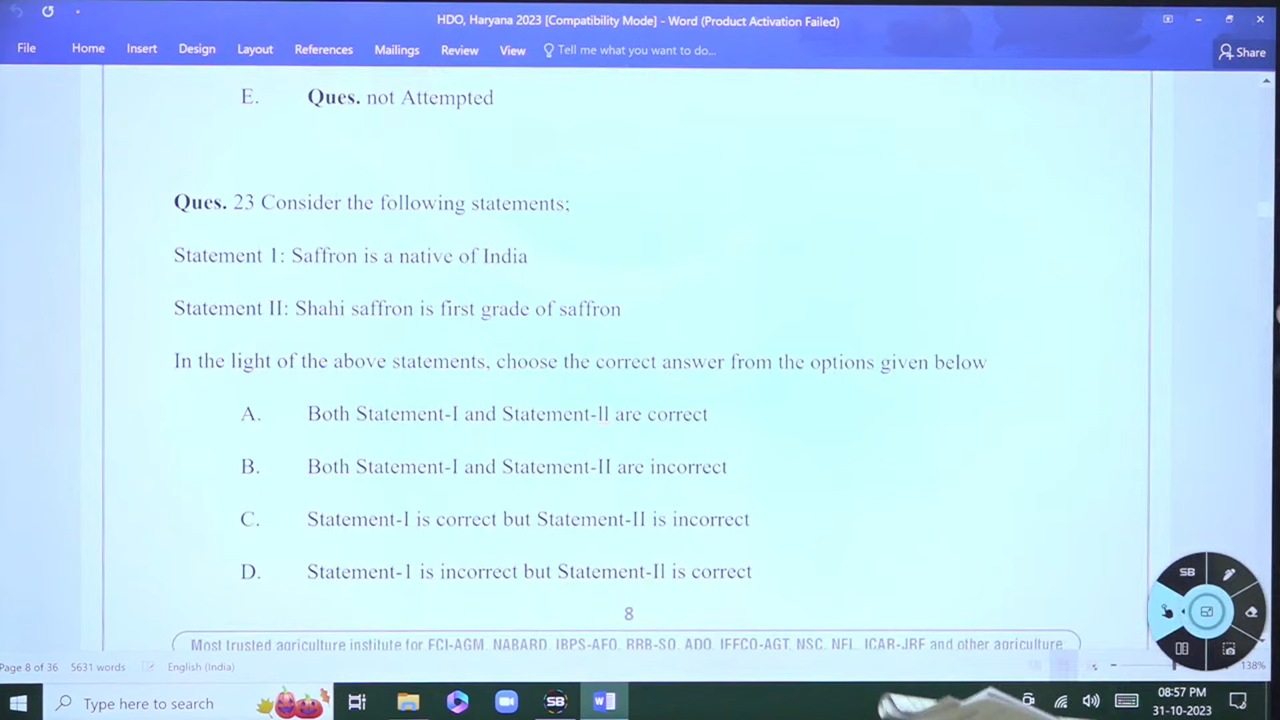 HDO, Haryana 2023 [Compatibility Mode] - Word (Product Activation Failed)
File Home Insert Design Layout References Mailings Review View Tell me what you want to do... Share
E. Ques. not Attempted
Ques. 23 Consider the following statements;
Statement 1: Saffron is a native of India
Statement II: Shahi saffron is first grade of saffron
In the light of the above statements, choose the correct answer from the options given below
A. Both Statement-I and Statement-II are correct
B. Both Statement-I and Statement-II are incorrect
C. Statement-I is correct but Statement-II is incorrect
D. Statement-1 is incorrect but Statement-II is correct
8
SB
Most trusted agriculture institute for FCI-AGM, NABARD, IBPS-AFO, RRB-SO, ADO, IFFCO-AGT, NSC, NFL, ICAR-JRF and other agriculture
Page 8 of 36 5631 words English (India) 138%
Type here to search SB 08:57 PM
31-10-2023